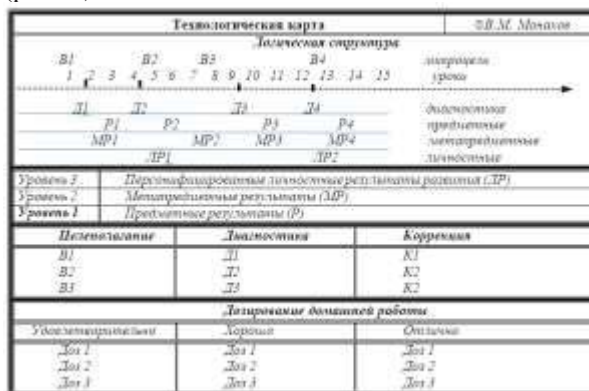 Технологическая карта ©В.М. Монахов
Логическая структура
В1 В2 В3 В4 микроцели
1 2 3 4 5 6 7 8 9 10 11 12 13 14 15 уроки
Д1 Д2 Д3 Д4 диагностика
Р1 Р2 Р3 Р4 предметные
МР1 МР2 МР3 МР4 метапредметные
ЛР1 ЛР2 личностные
Уровень 3 Персонифицированные личностные результаты развития (ЛР)
Уровень 2 Метапредметные результаты (МР)
Уровень 1 Предметные результаты (Р)
Целеполагание Диагностика Коррекция
В1 Д1 К1
В2 Д2 К2
В3 Д3 К2
Дозирование домашней работы
Удовлетворительно Хорошо Отлично
Доз 1 Доз 1 Доз 1
Доз 2 Доз 2 Доз 2
Доз 3 Доз 3 Доз 3